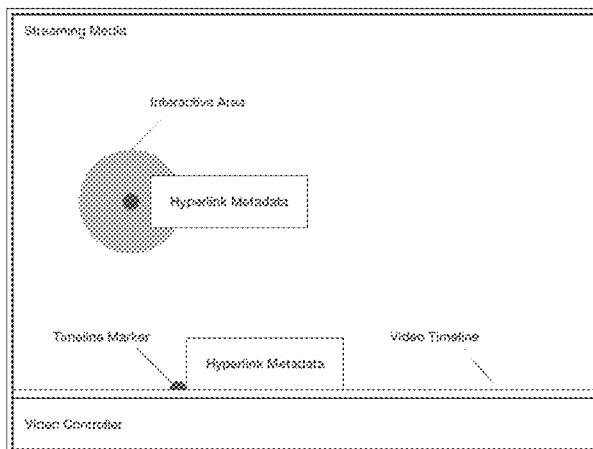 Streaming Media
Interactive Area
Hyperlink Metadata
Timeline Marker
Video Timeline
Hyperlink Metadata
Video Controller